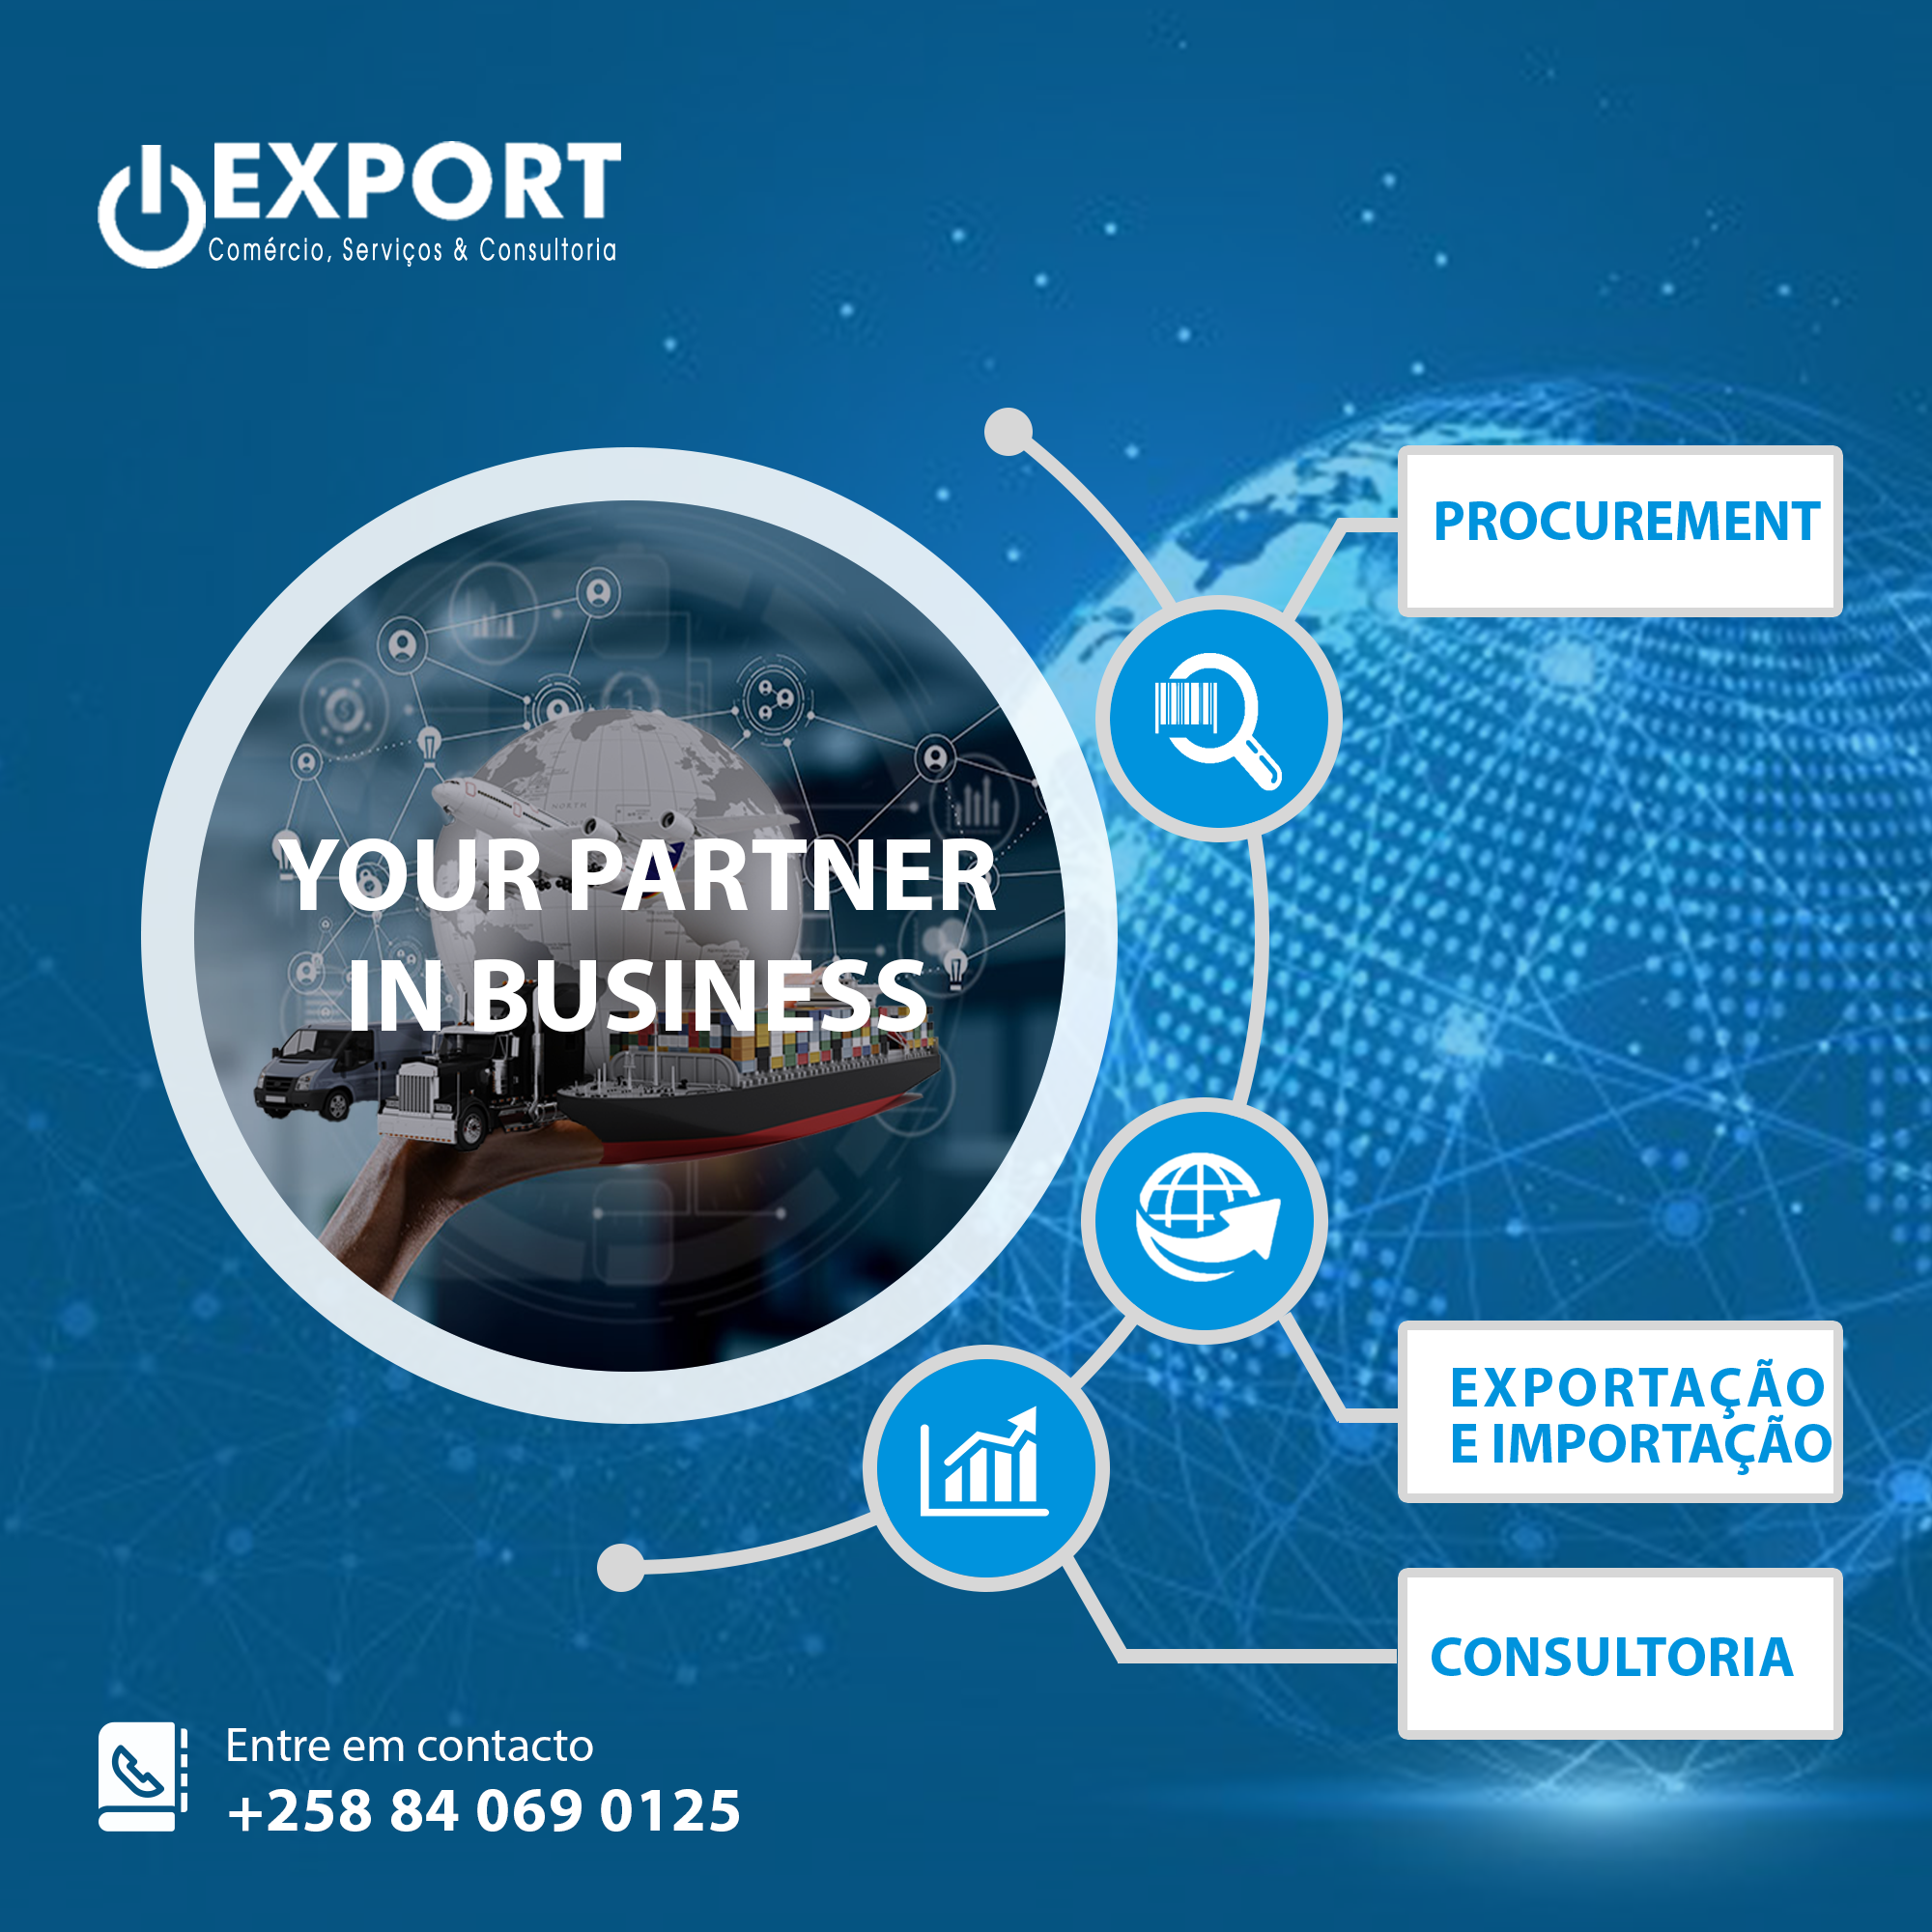 EXPORT
Comércio, Serviços & Consultoria
PROCUREMENT
YOUR PARTNER
IN BUSINESS
EXPORTAÇÃO
E IMPORTAÇÃO
CONSULTORIA
Entre em contacto
+258 84 069 0125